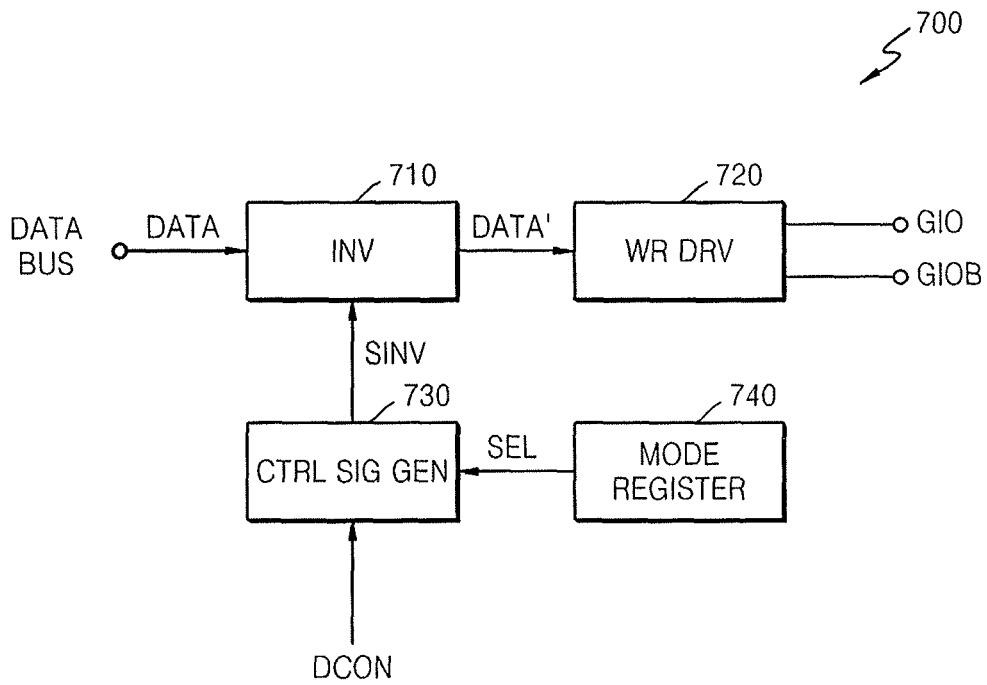 700
710
720
DATA
BUS
DATA
INV
DATA'
WR DRV
GIO
GIOB
SINV
730
740
CTRL SIG GEN
SEL
MODE
REGISTER
DCON